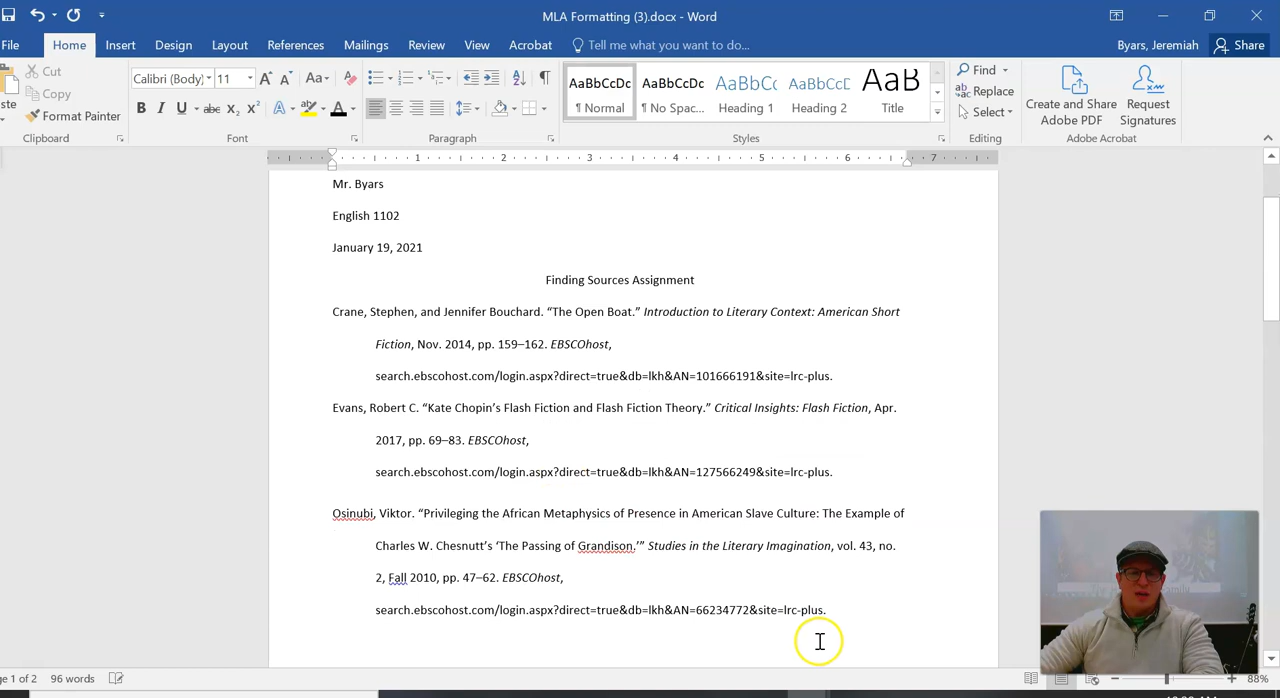 MLA Formatting (3).docx - Word
File Home Insert Design Layout References Mailings Review View Acrobat Tell me what you want to do... Byars, Jeremiah Share
Cut
Copy
Format Painter
Clipboard
Calibri (Body) 11
Font
Paragraph
AaBbCcDc AaBbCcDc AaBbCc AaBbCcD AaB
¶ Normal ¶ No Spac... Heading 1 Heading 2 Title
Styles
Find
Replace
Select
Editing
Create and Share Adobe PDF
Request Signatures
Adobe Acrobat
1 2 3 4 5 6 7
Mr. Byars
English 1102
January 19, 2021
Finding Sources Assignment
Crane, Stephen, and Jennifer Bouchard. “The Open Boat.” Introduction to Literary Context: American Short
Fiction, Nov. 2014, pp. 159–162. EBSCOhost,
search.ebscohost.com/login.aspx?direct=true&db=lkh&AN=101666191&site=lrc-plus.
Evans, Robert C. “Kate Chopin’s Flash Fiction and Flash Fiction Theory.” Critical Insights: Flash Fiction, Apr.
2017, pp. 69–83. EBSCOhost,
search.ebscohost.com/login.aspx?direct=true&db=lkh&AN=127566249&site=lrc-plus.
Osinubi, Viktor. “Privileging the African Metaphysics of Presence in American Slave Culture: The Example of
Charles W. Chesnutt’s ‘The Passing of Grandison.’” Studies in the Literary Imagination, vol. 43, no.
2, Fall 2010, pp. 47–62. EBSCOhost,
search.ebscohost.com/login.aspx?direct=true&db=lkh&AN=66234772&site=lrc-plus.
ge 1 of 2 96 words 88%